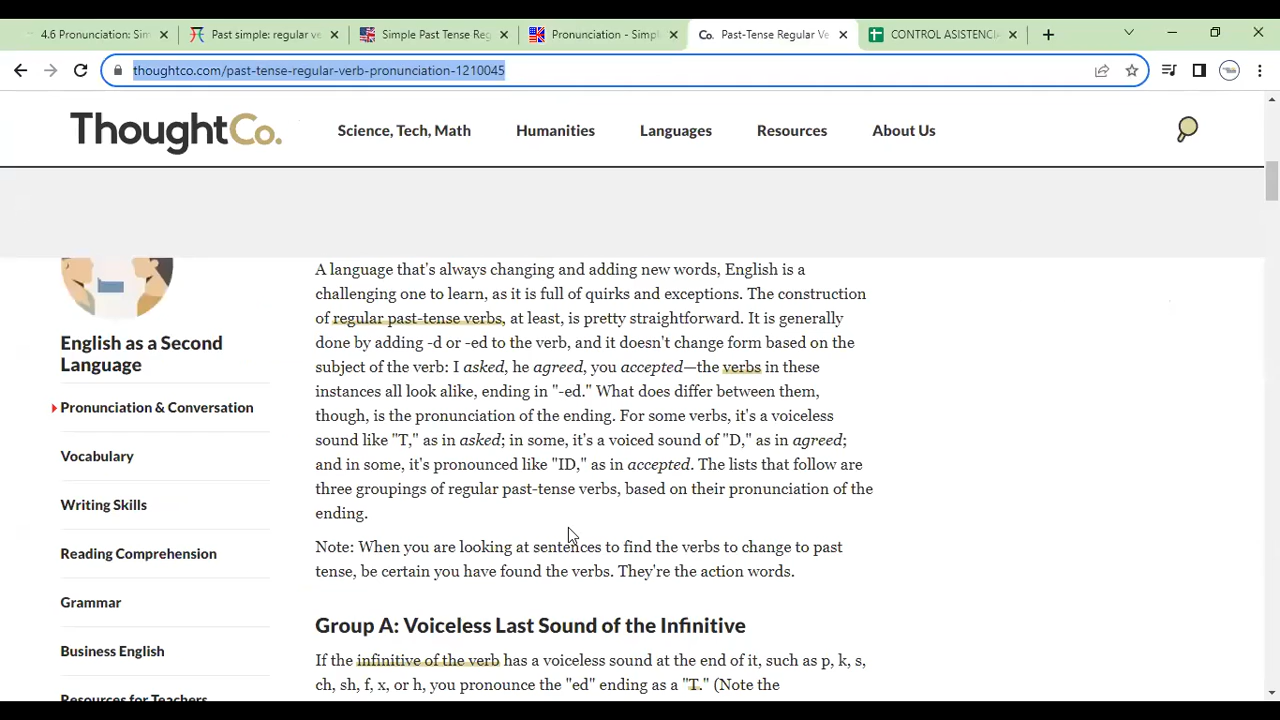 4.6 Pronunciation: Sim
Past simple: regular ve
Simple Past Tense Reg
Pronunciation - Simpl
Co. Past-Tense Regular Ve
CONTROL ASISTENCI
thoughtco.com/past-tense-regular-verb-pronunciation-1210045
ThoughtCo.
Science, Tech, Math
Humanities
Languages
Resources
About Us
English as a Second
Language
Pronunciation & Conversation
Vocabulary
Writing Skills
Reading Comprehension
Grammar
Business English
Resources for Teachers
A language that's always changing and adding new words, English is a
challenging one to learn, as it is full of quirks and exceptions. The construction
of regular past-tense verbs, at least, is pretty straightforward. It is generally
done by adding -d or -ed to the verb, and it doesn't change form based on the
subject of the verb: I asked, he agreed, you accepted—the verbs in these
instances all look alike, ending in "-ed." What does differ between them,
though, is the pronunciation of the ending. For some verbs, it's a voiceless
sound like "T," as in asked; in some, it's a voiced sound of "D," as in agreed;
and in some, it's pronounced like "ID," as in accepted. The lists that follow are
three groupings of regular past-tense verbs, based on their pronunciation of the
ending.
Note: When you are looking at sentences to find the verbs to change to past
tense, be certain you have found the verbs. They're the action words.
Group A: Voiceless Last Sound of the Infinitive
If the infinitive of the verb has a voiceless sound at the end of it, such as p, k, s,
ch, sh, f, x, or h, you pronounce the "ed" ending as a "T." (Note the